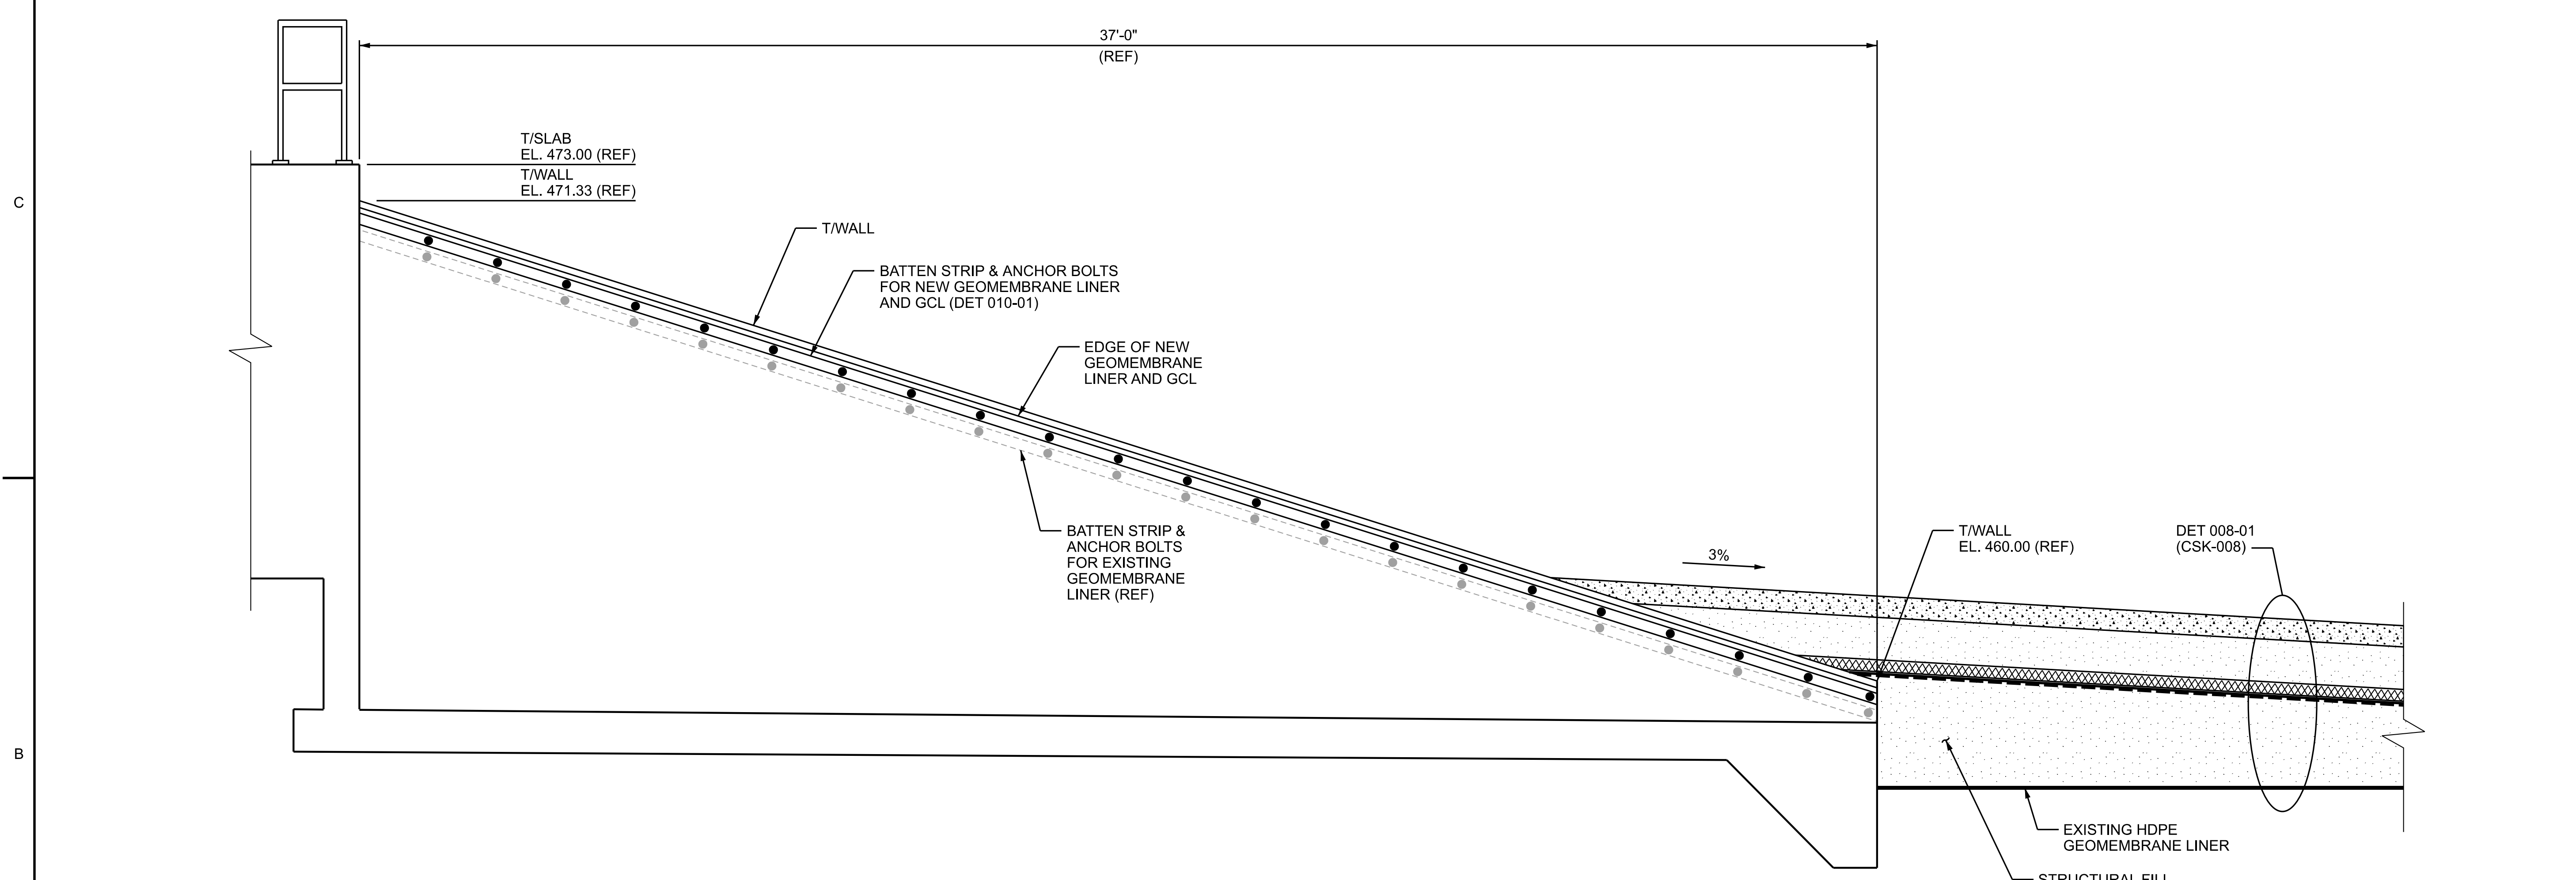 37'-0"
(REF)
T/SLAB
EL. 473.00 (REF)
T/WALL
EL. 471.33 (REF)
C
T/WALL
BATTEN STRIP & ANCHOR BOLTS
FOR NEW GEOMEMBRANE LINER
AND GCL (DET 010-01)
EDGE OF NEW
GEOMEMBRANE
LINER AND GCL
BATTEN STRIP &
ANCHOR BOLTS
FOR EXISTING
GEOMEMBRANE
LINER (REF)
3%
T/WALL
EL. 460.00 (REF)
DET 008-01
(CSK-008)
B
EXISTING HDPE
GEOMEMBRANE LINER
STRUCTURAL FILL